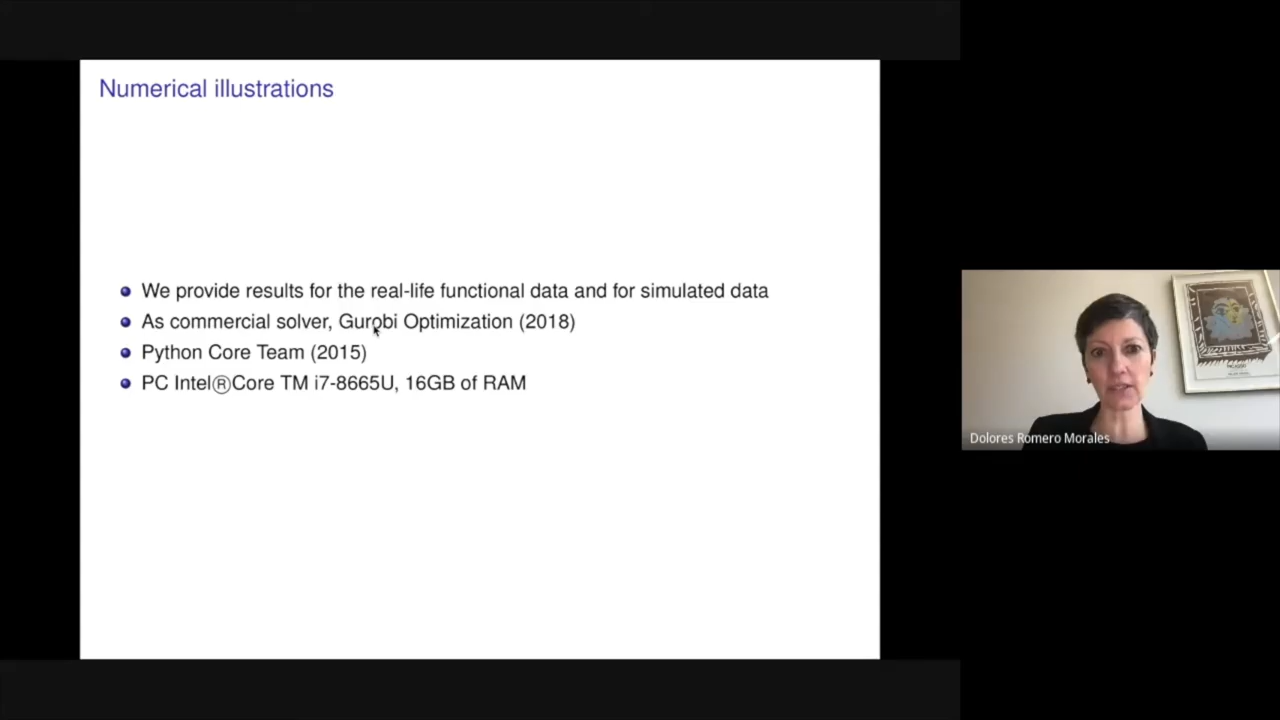 Numerical illustrations
We provide results for the real-life functional data and for simulated data
As commercial solver, Gurobi Optimization (2018)
Python Core Team (2015)
PC Intel®Core TM i7-8665U, 16GB of RAM
Dolores Romero Morales